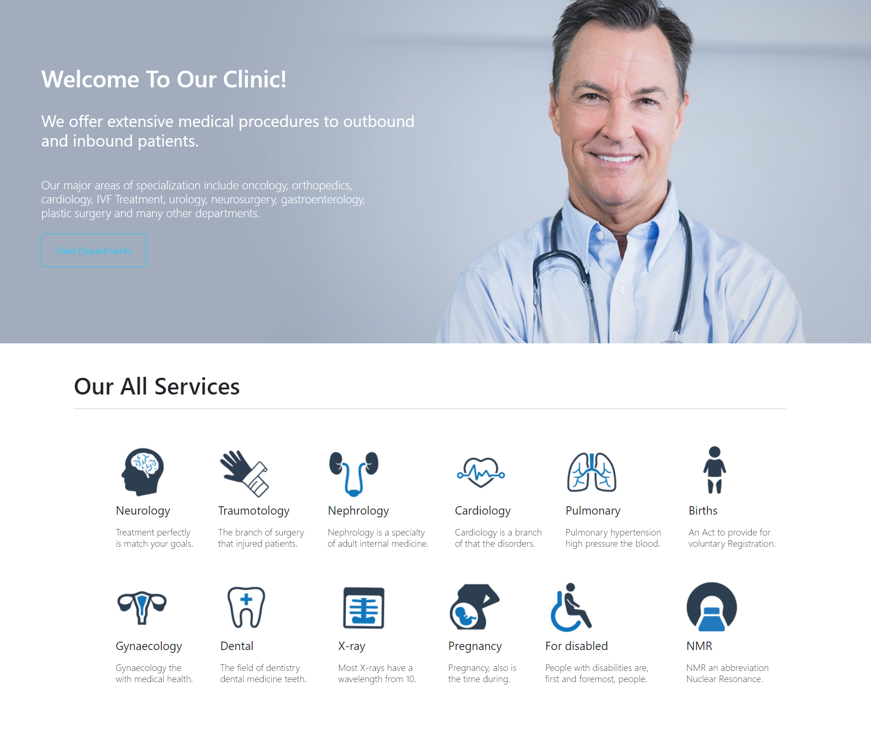 Welcome To Our Clinic!
We offer extensive medical procedures to outbound
and inbound patients.
Our major areas of specialization include oncology, orthopedics,
cardiology, IVF Treatment, urology, neurosurgery, gastroenterology,
plastic surgery and many other departments.
View Departments
Our All Services
Neurology
Treatment perfectly
is match your goals.
Traumotology
The branch of surgery
that injured patients.
Nephrology
Nephrology is a specialty
of adult internal medicine.
Cardiology
Cardiology is a branch
of that the disorders.
Pulmonary
Pulmonary hypertension
high pressure the blood.
Births
An Act to provide for
voluntary Registration.
Gynaecology
Gynaecology the
with medical health.
Dental
The field of dentistry
dental medicine teeth.
X-ray
Most X-rays have a
wavelength from 10.
Pregnancy
Pregnancy, also is
the time during.
For disabled
People with disabilities are,
first and foremost, people.
NMR
NMR an abbreviation
Nuclear Resonance.